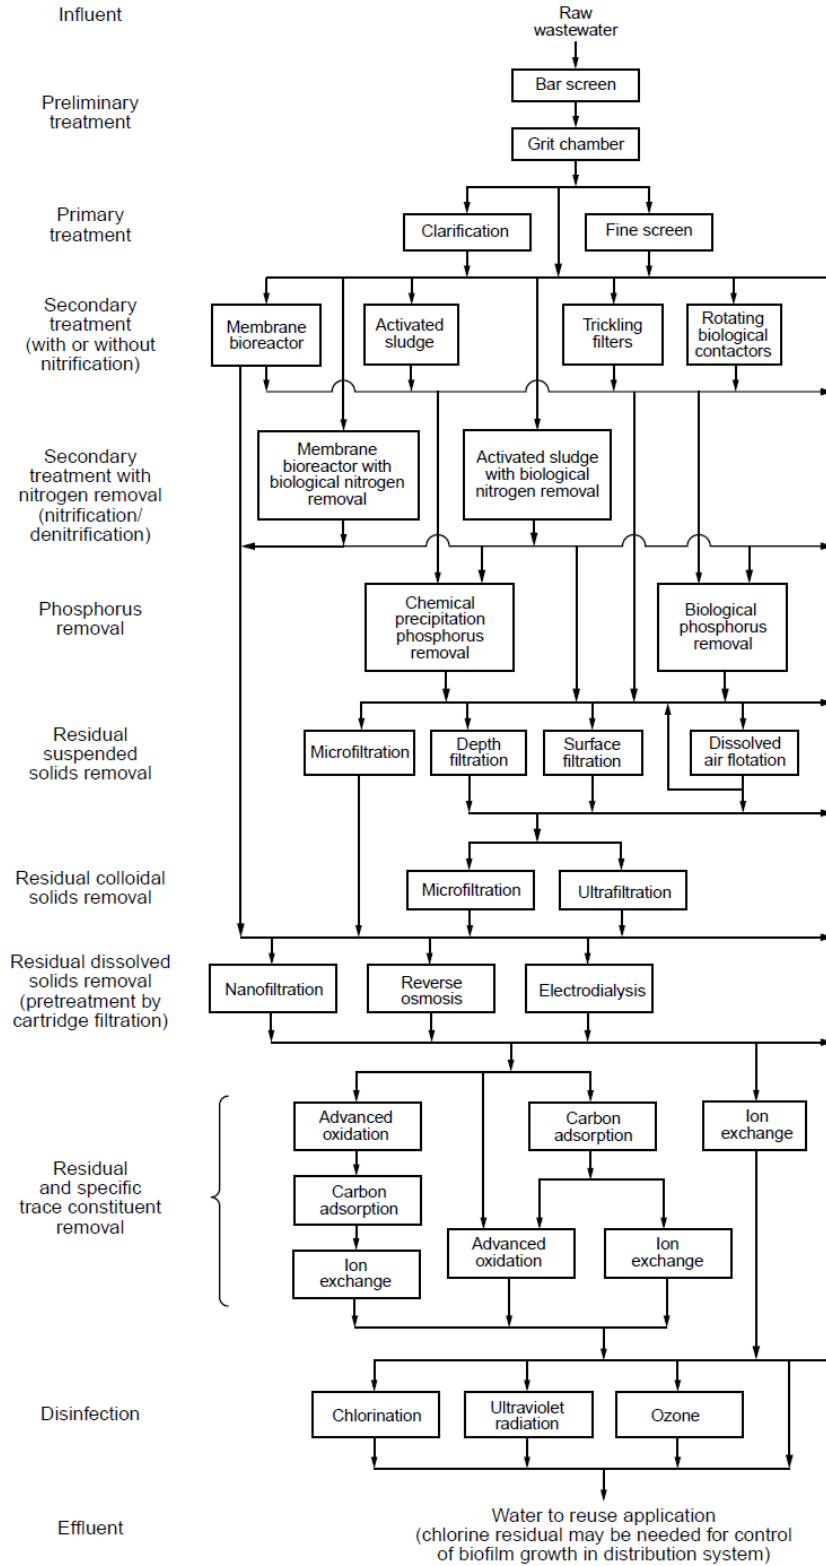 Influent
Raw
wastewater
Preliminary
treatment
Bar screen
Grit chamber
Primary
treatment
Clarification
Fine screen
Secondary
treatment
(with or without
nitrification)
Membrane
bioreactor
Activated
sludge
Trickling
filters
Rotating
biological
contactors
Secondary
treatment with
nitrogen removal
(nitrification/
denitrification)
Membrane
bioreactor with
biological nitrogen
removal
Activated sludge
with biological
nitrogen removal
Phosphorus
removal
Chemical
precipitation
phosphorus
removal
Biological
phosphorus
removal
Residual
suspended
solids removal
Microfiltration
Depth
filtration
Surface
filtration
Dissolved
air flotation
Residual colloidal
solids removal
Microfiltration
Ultrafiltration
Residual dissolved
solids removal
(pretreatment by
cartridge filtration)
Nanofiltration
Reverse
osmosis
Electrodialysis
Residual
and specific
trace constituent
removal
Advanced
oxidation
Carbon
adsorption
Ion
exchange
Carbon
adsorption
Advanced
oxidation
Ion
exchange
Ion
exchange
Disinfection
Chlorination
Ultraviolet
radiation
Ozone
Effluent
Water to reuse application
(chlorine residual may be needed for control
of biofilm growth in distribution system)